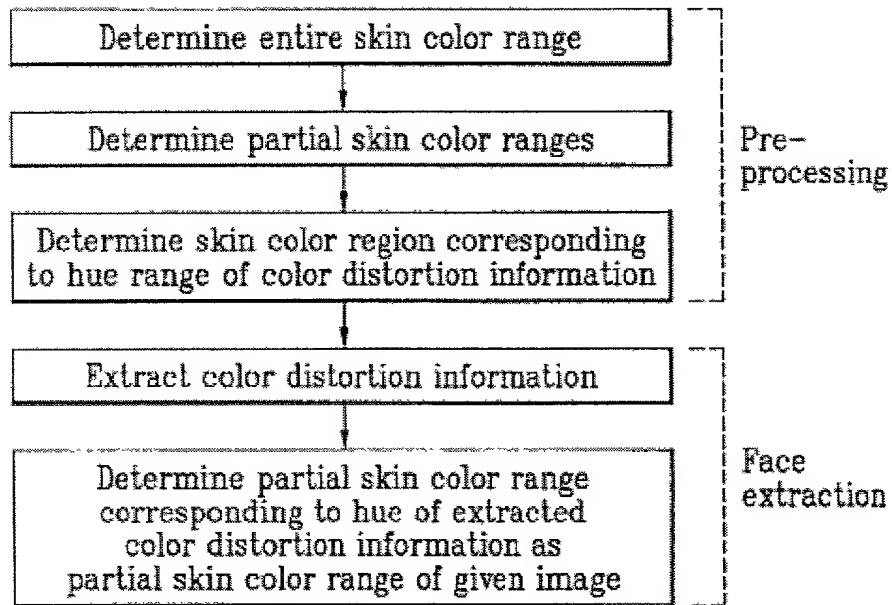 Determine entire skin color range
Determine partial skin color ranges
Pre-
processing
Determine skin color region corresponding
to hue range of color distortion information
Extract color distortion information
Determine partial skin color range
corresponding to hue of extracted
color distortion information as
partial skin color range of given image
Face
extraction